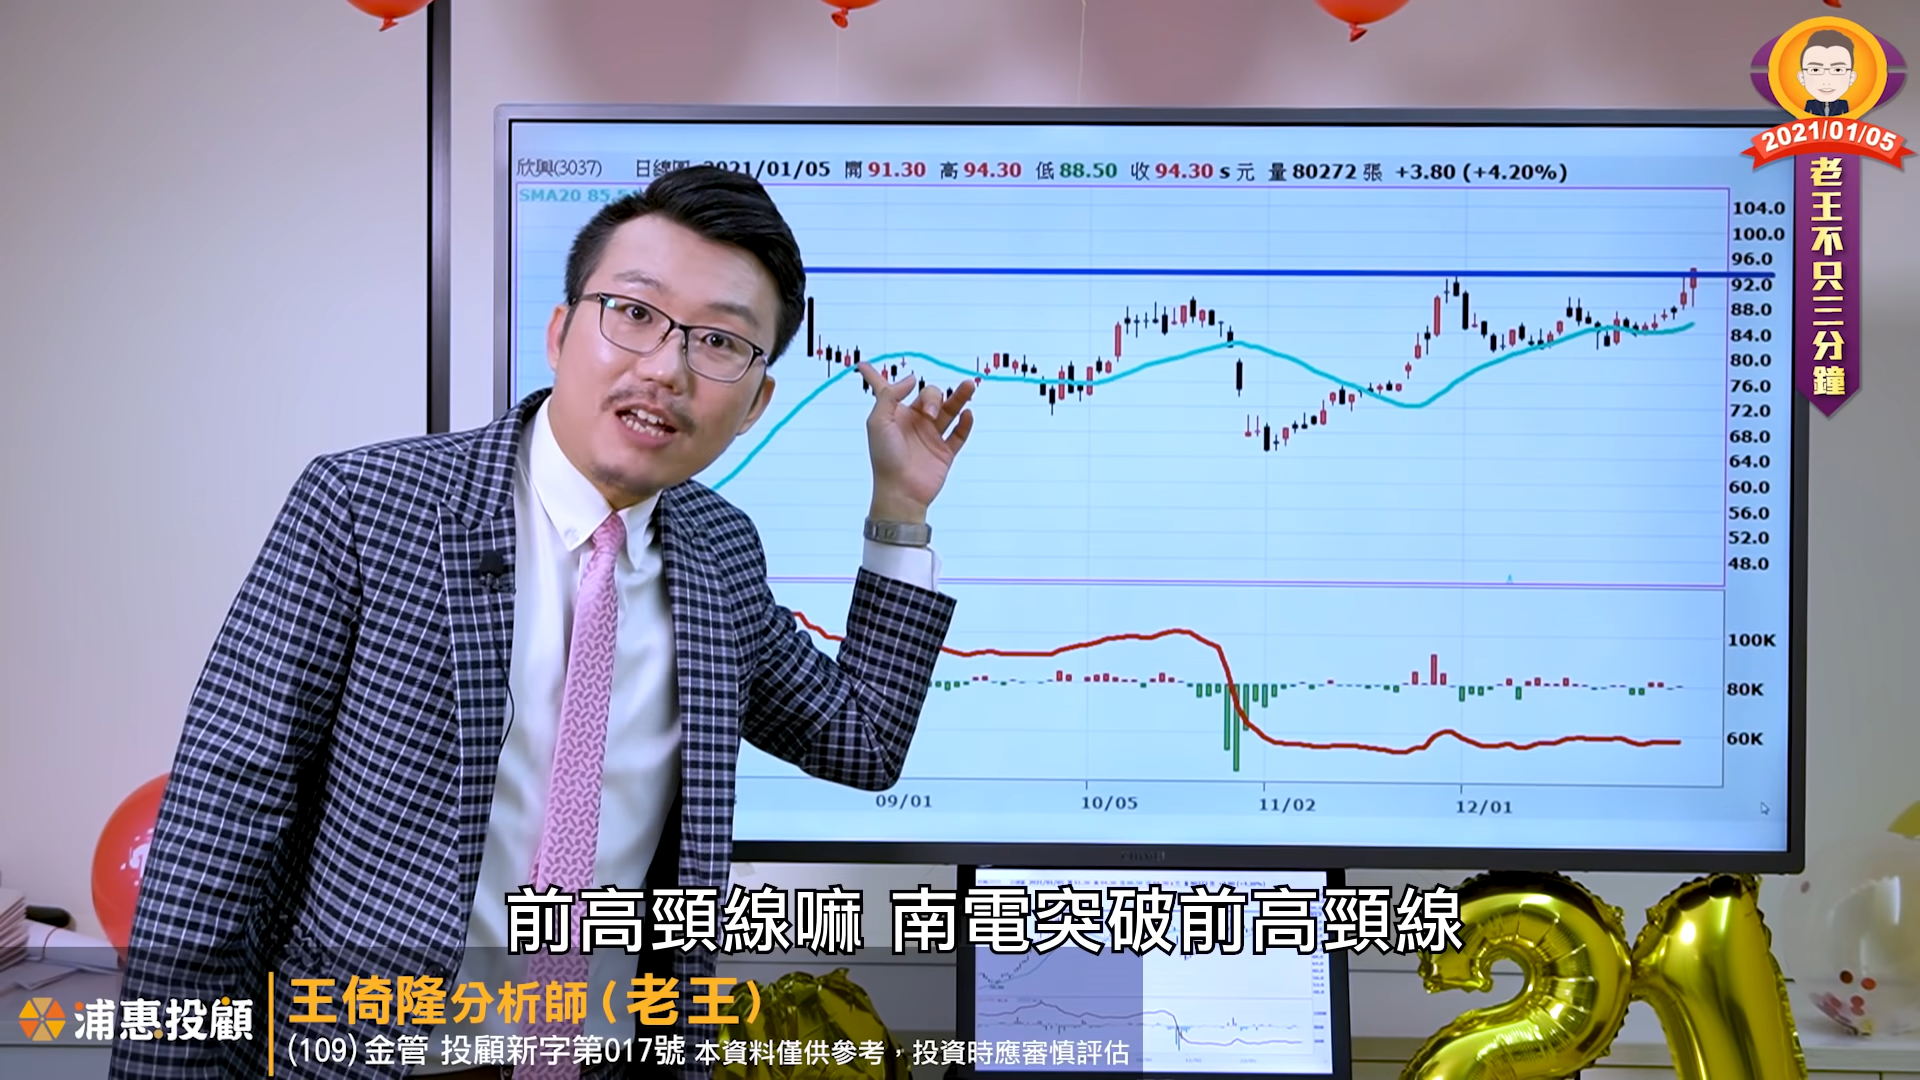 2021/01/05
老王不只三分鐘
欣興(3037) 日線圖 2021/01/05 開 91.30 高 94.30 低 88.50 收 94.30 s 元 量 80272 張 +3.80 (+4.20%)
SMA20 85.5
104.0
100.0
96.0
92.0
88.0
84.0
80.0
76.0
72.0
68.0
64.0
60.0
56.0
52.0
48.0
100K
80K
60K
09/01 10/05 11/02 12/01
前高頸線嘛 南電突破前高頸線
21
浦惠投顧
王倚隆分析師(老王)
(109) 金管 投顧新字第017號 本資料僅供參考，投資時應審慎評估